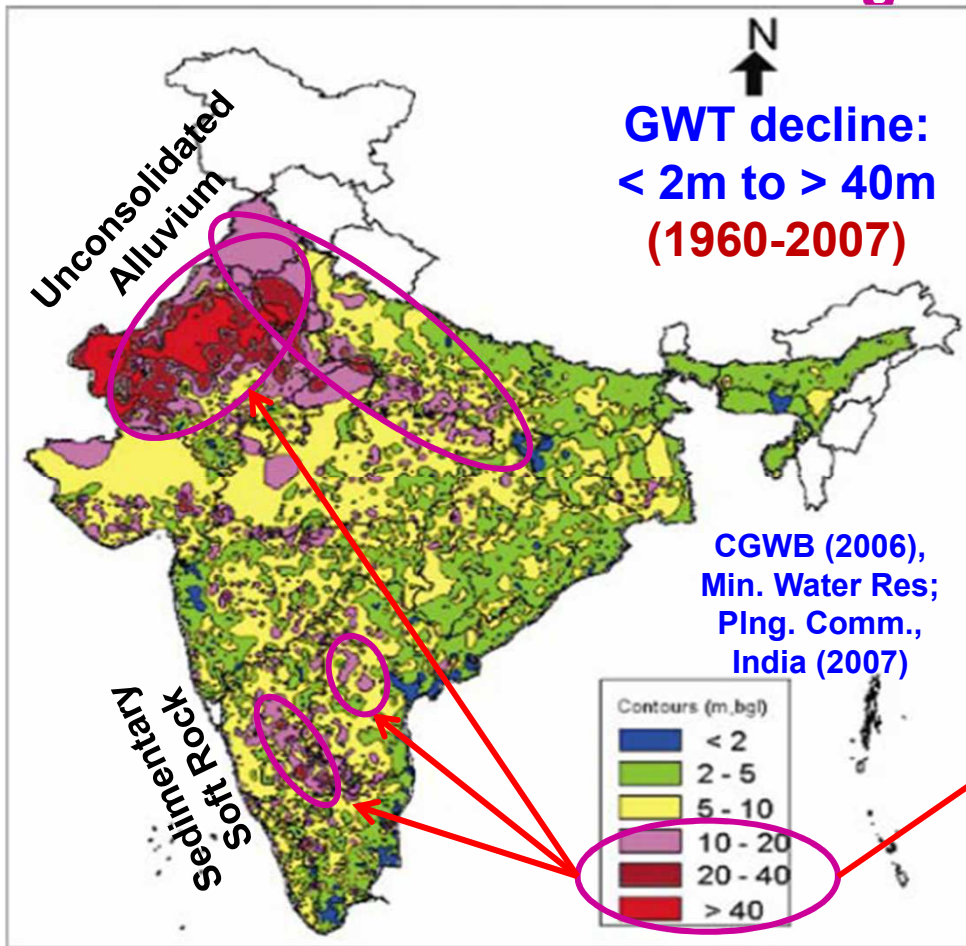 N
GWT decline:
< 2m to > 40m
(1960-2007)
Unconsolidated
Alluvium
CGWB (2006),
Min. Water Res;
Plng. Comm.,
India (2007)
Sedimentary
Soft Rock
Contours (m,bgl)
< 2
2 - 5
5 - 10
10 - 20
20 - 40
> 40